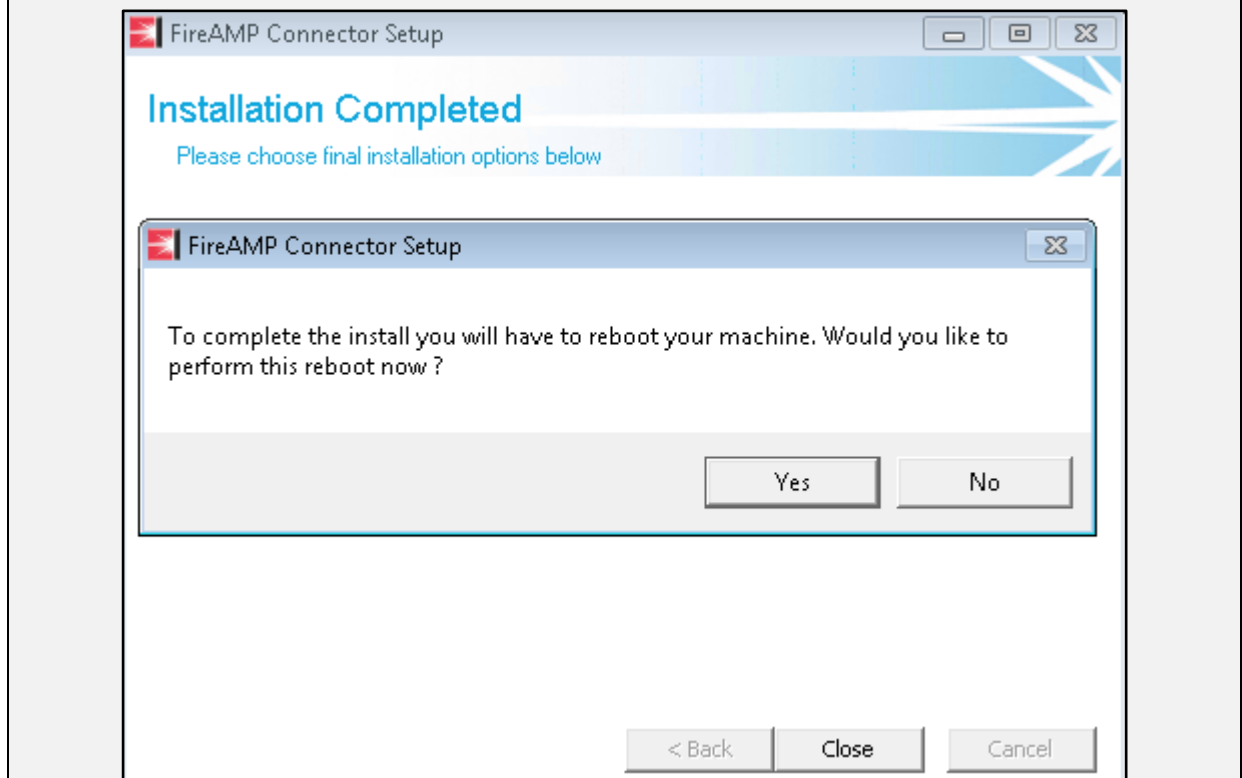 FireAMP Connector Setup
Installation Completed
Please choose final installation options below
FireAMP Connector Setup
To complete the install you will have to reboot your machine. Would you like to
perform this reboot now ?
Yes No
< Back Close Cancel